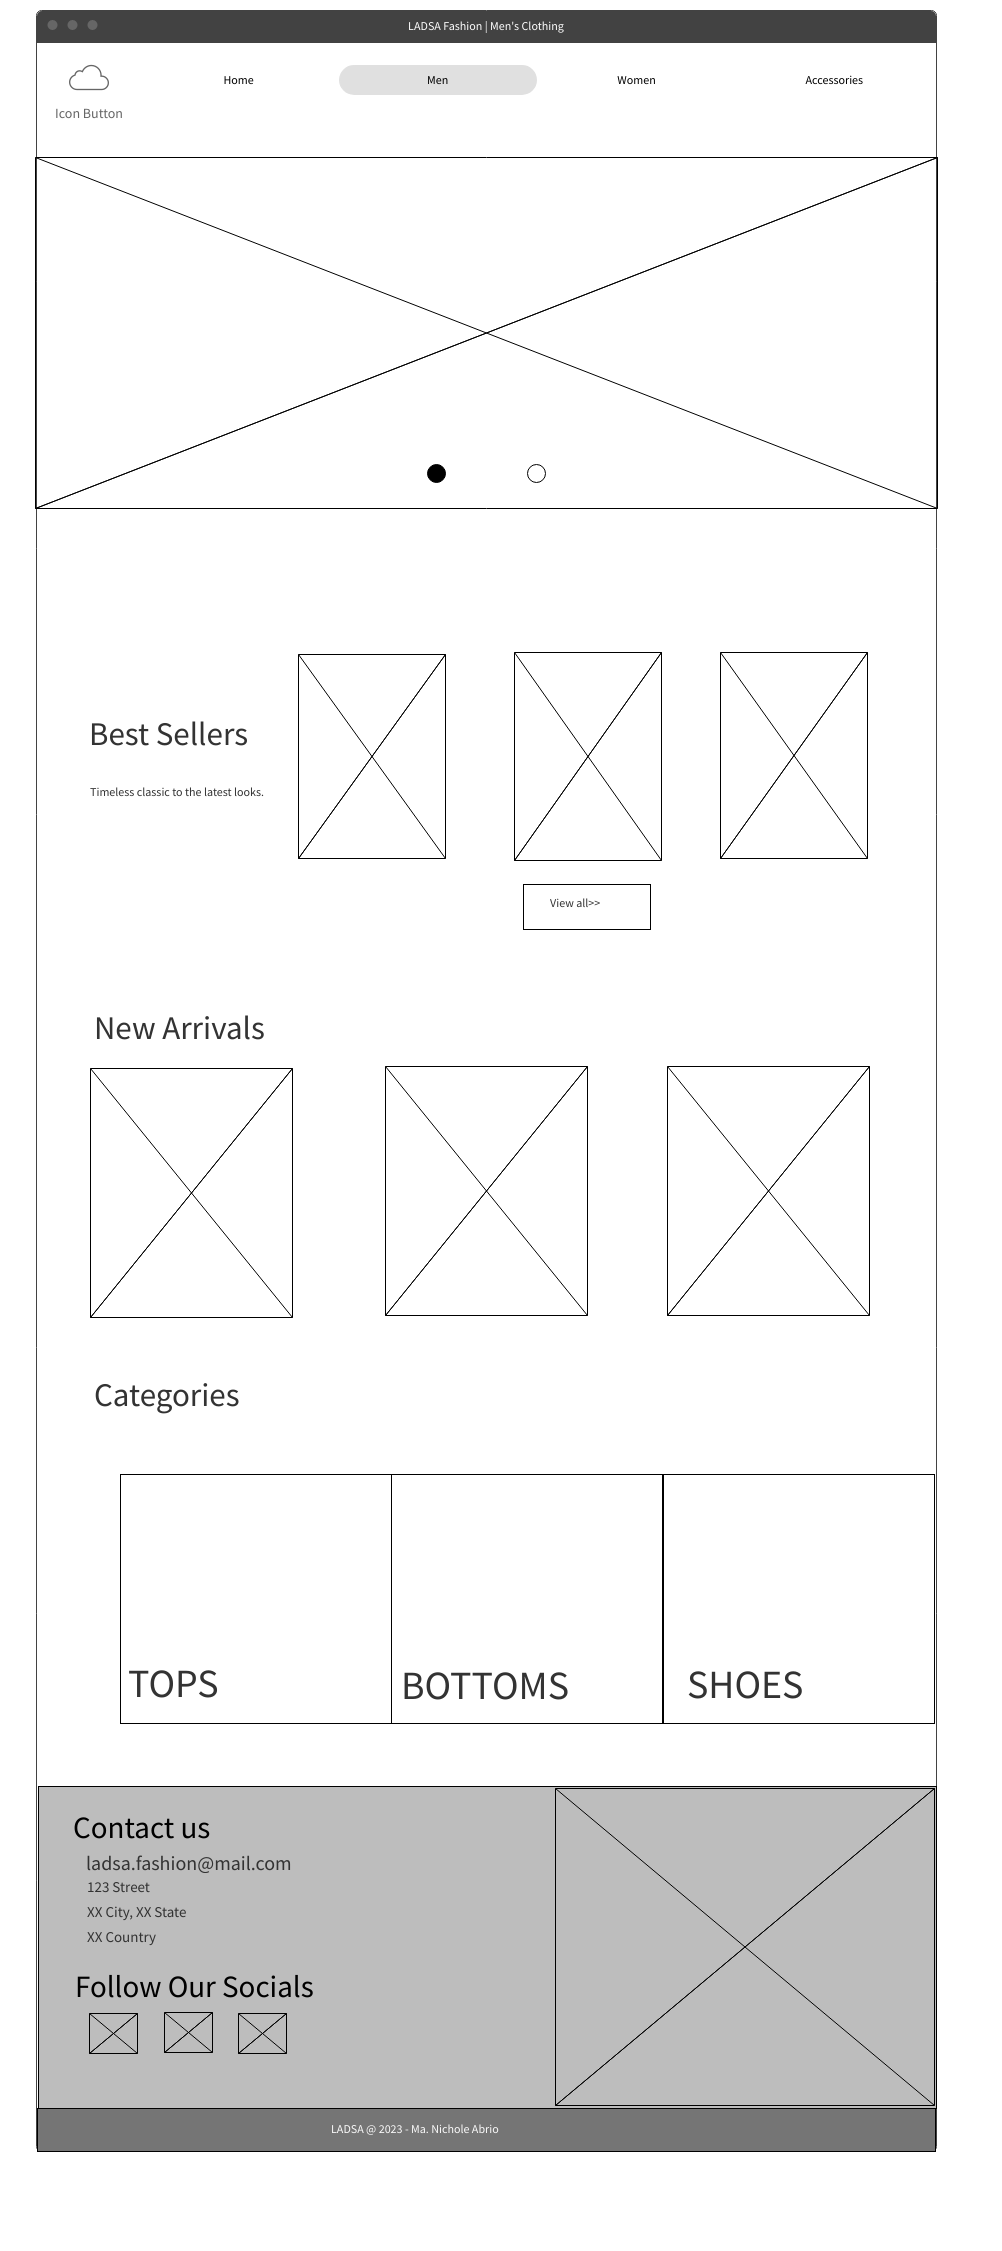 LADSA Fashion | Men's Clothing
Home
Men
Women
Accessories
Icon Button
Best Sellers
Timeless classic to the latest looks.
View all>>
New Arrivals
Categories
TOPS
BOTTOMS
SHOES
Contact us
ladsa.fashion@mail.com
123 Street
XX City, XX State
XX Country
Follow Our Socials
LADSA @ 2023 - Ma. Nichole Abrio